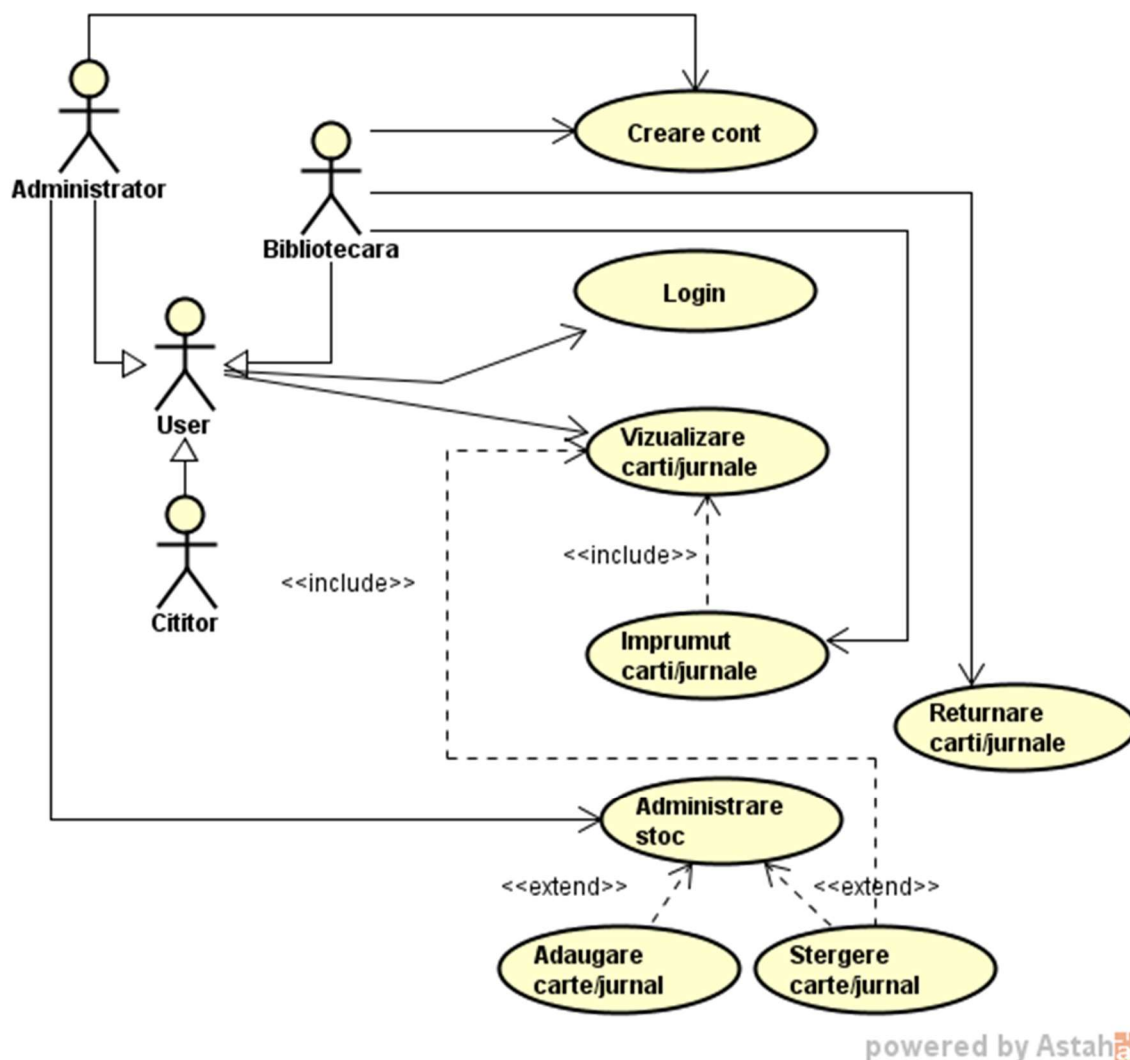 Creare cont
Administrator
Bibliotecara
Login
User
Vizualizare
carti/jurnale
<<include>>
<<include>>
Cititor
Imprumut
carti/jurnale
Returnare
carti/jurnale
Administrare
stoc
<<extend>>
<<extend>>
Adaugare
carte/jurnal
Stergere
carte/jurnal
powered by Astah